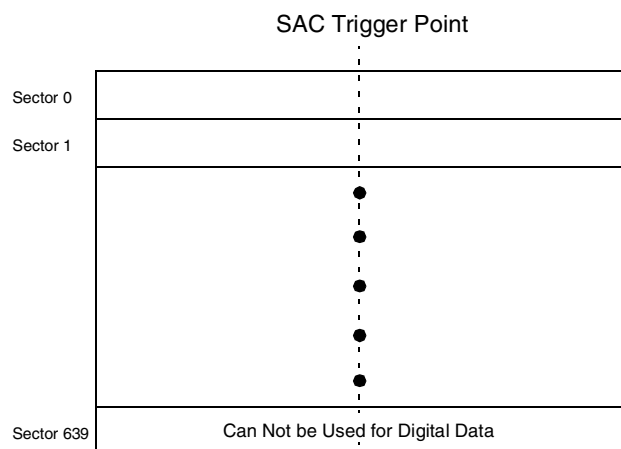 SAC Trigger Point
Sector 0
Sector 1
Sector 639
Can Not be Used for Digital Data